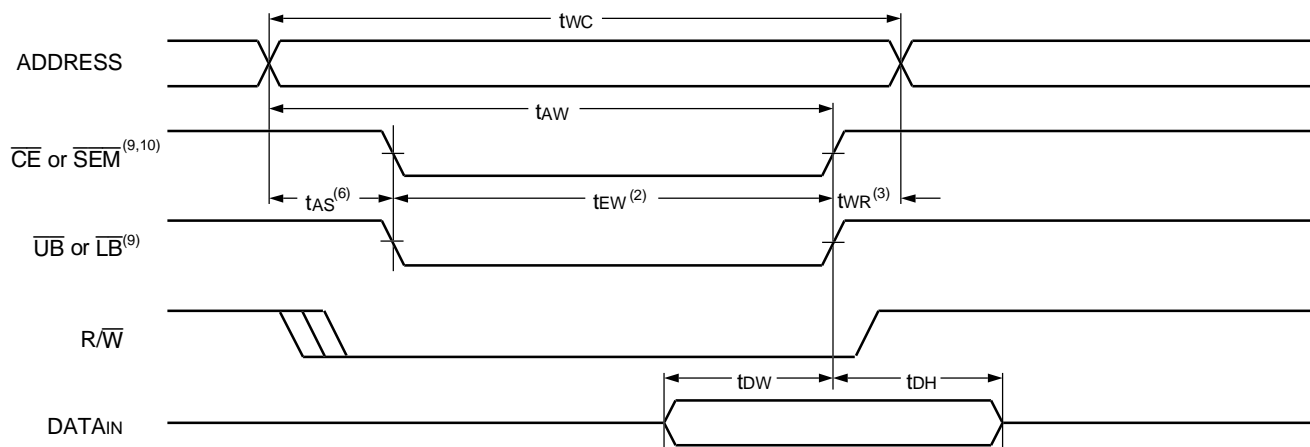 tWC
ADDRESS
tAW
CE or SEM(9,10)
tAS(6) tEW(2) tWR(3)
UB or LB(9)
R/W
tDW tDH
DATAIN